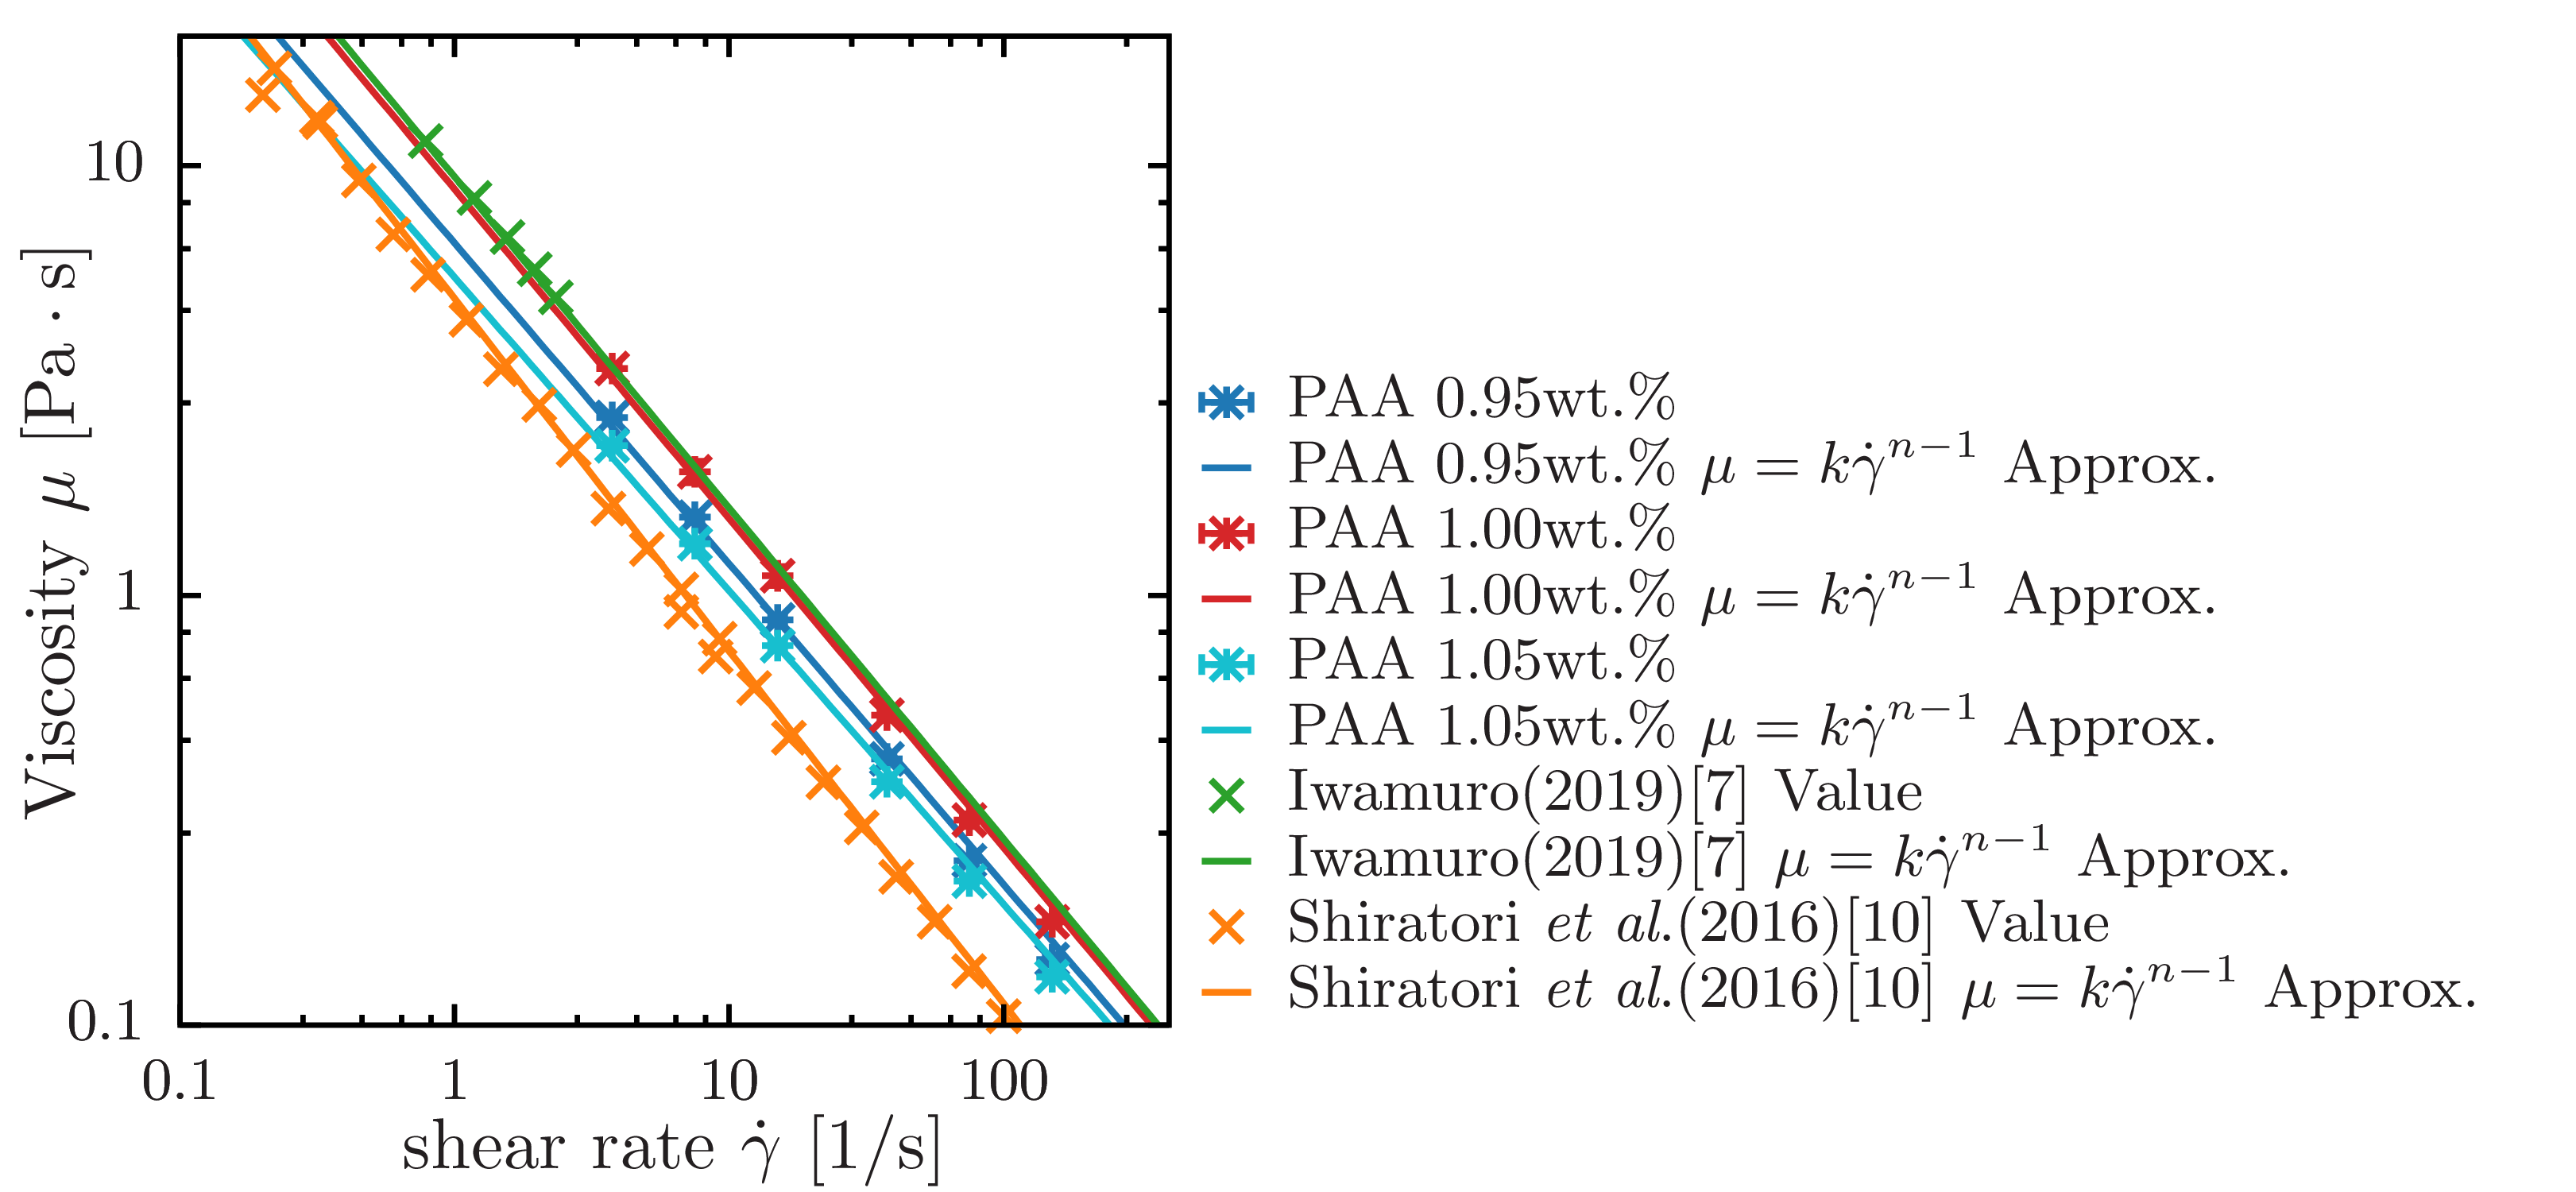 Viscosity μ [Pa · s]
10
1
0.1
0.1 1 10 100
shear rate γ̇ [1/s]
PAA 0.95wt.%
PAA 0.95wt.% μ = kγ̇ⁿ⁻¹ Approx.
PAA 1.00wt.%
PAA 1.00wt.% μ = kγ̇ⁿ⁻¹ Approx.
PAA 1.05wt.%
PAA 1.05wt.% μ = kγ̇ⁿ⁻¹ Approx.
Iwamuro(2019)[7] Value
Iwamuro(2019)[7] μ = kγ̇ⁿ⁻¹ Approx.
Shiratori et al.(2016)[10] Value
Shiratori et al.(2016)[10] μ = kγ̇ⁿ⁻¹ Approx.